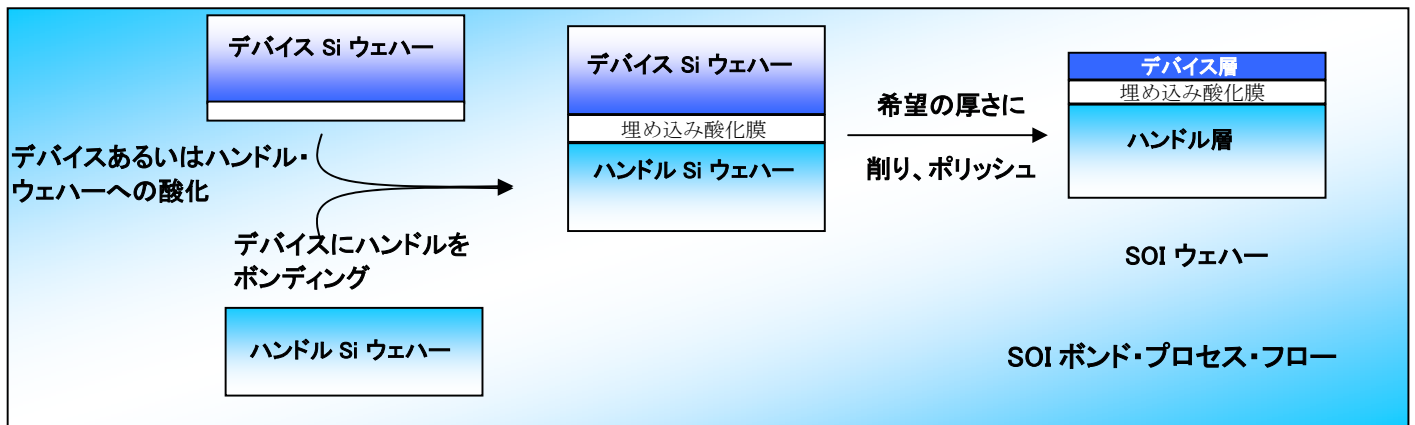 デバイス Si ウェハー
デバイスあるいはハンドル・
ウェハーへの酸化
デバイスにハンドルを
ボンディング
ハンドル Si ウェハー
デバイス Si ウェハー
埋め込み酸化膜
ハンドル Si ウェハー
希望の厚さに
削り、ポリッシュ
デバイス層
埋め込み酸化膜
ハンドル層
SOI ウェハー
SOI ボンド・プロセス・フロー